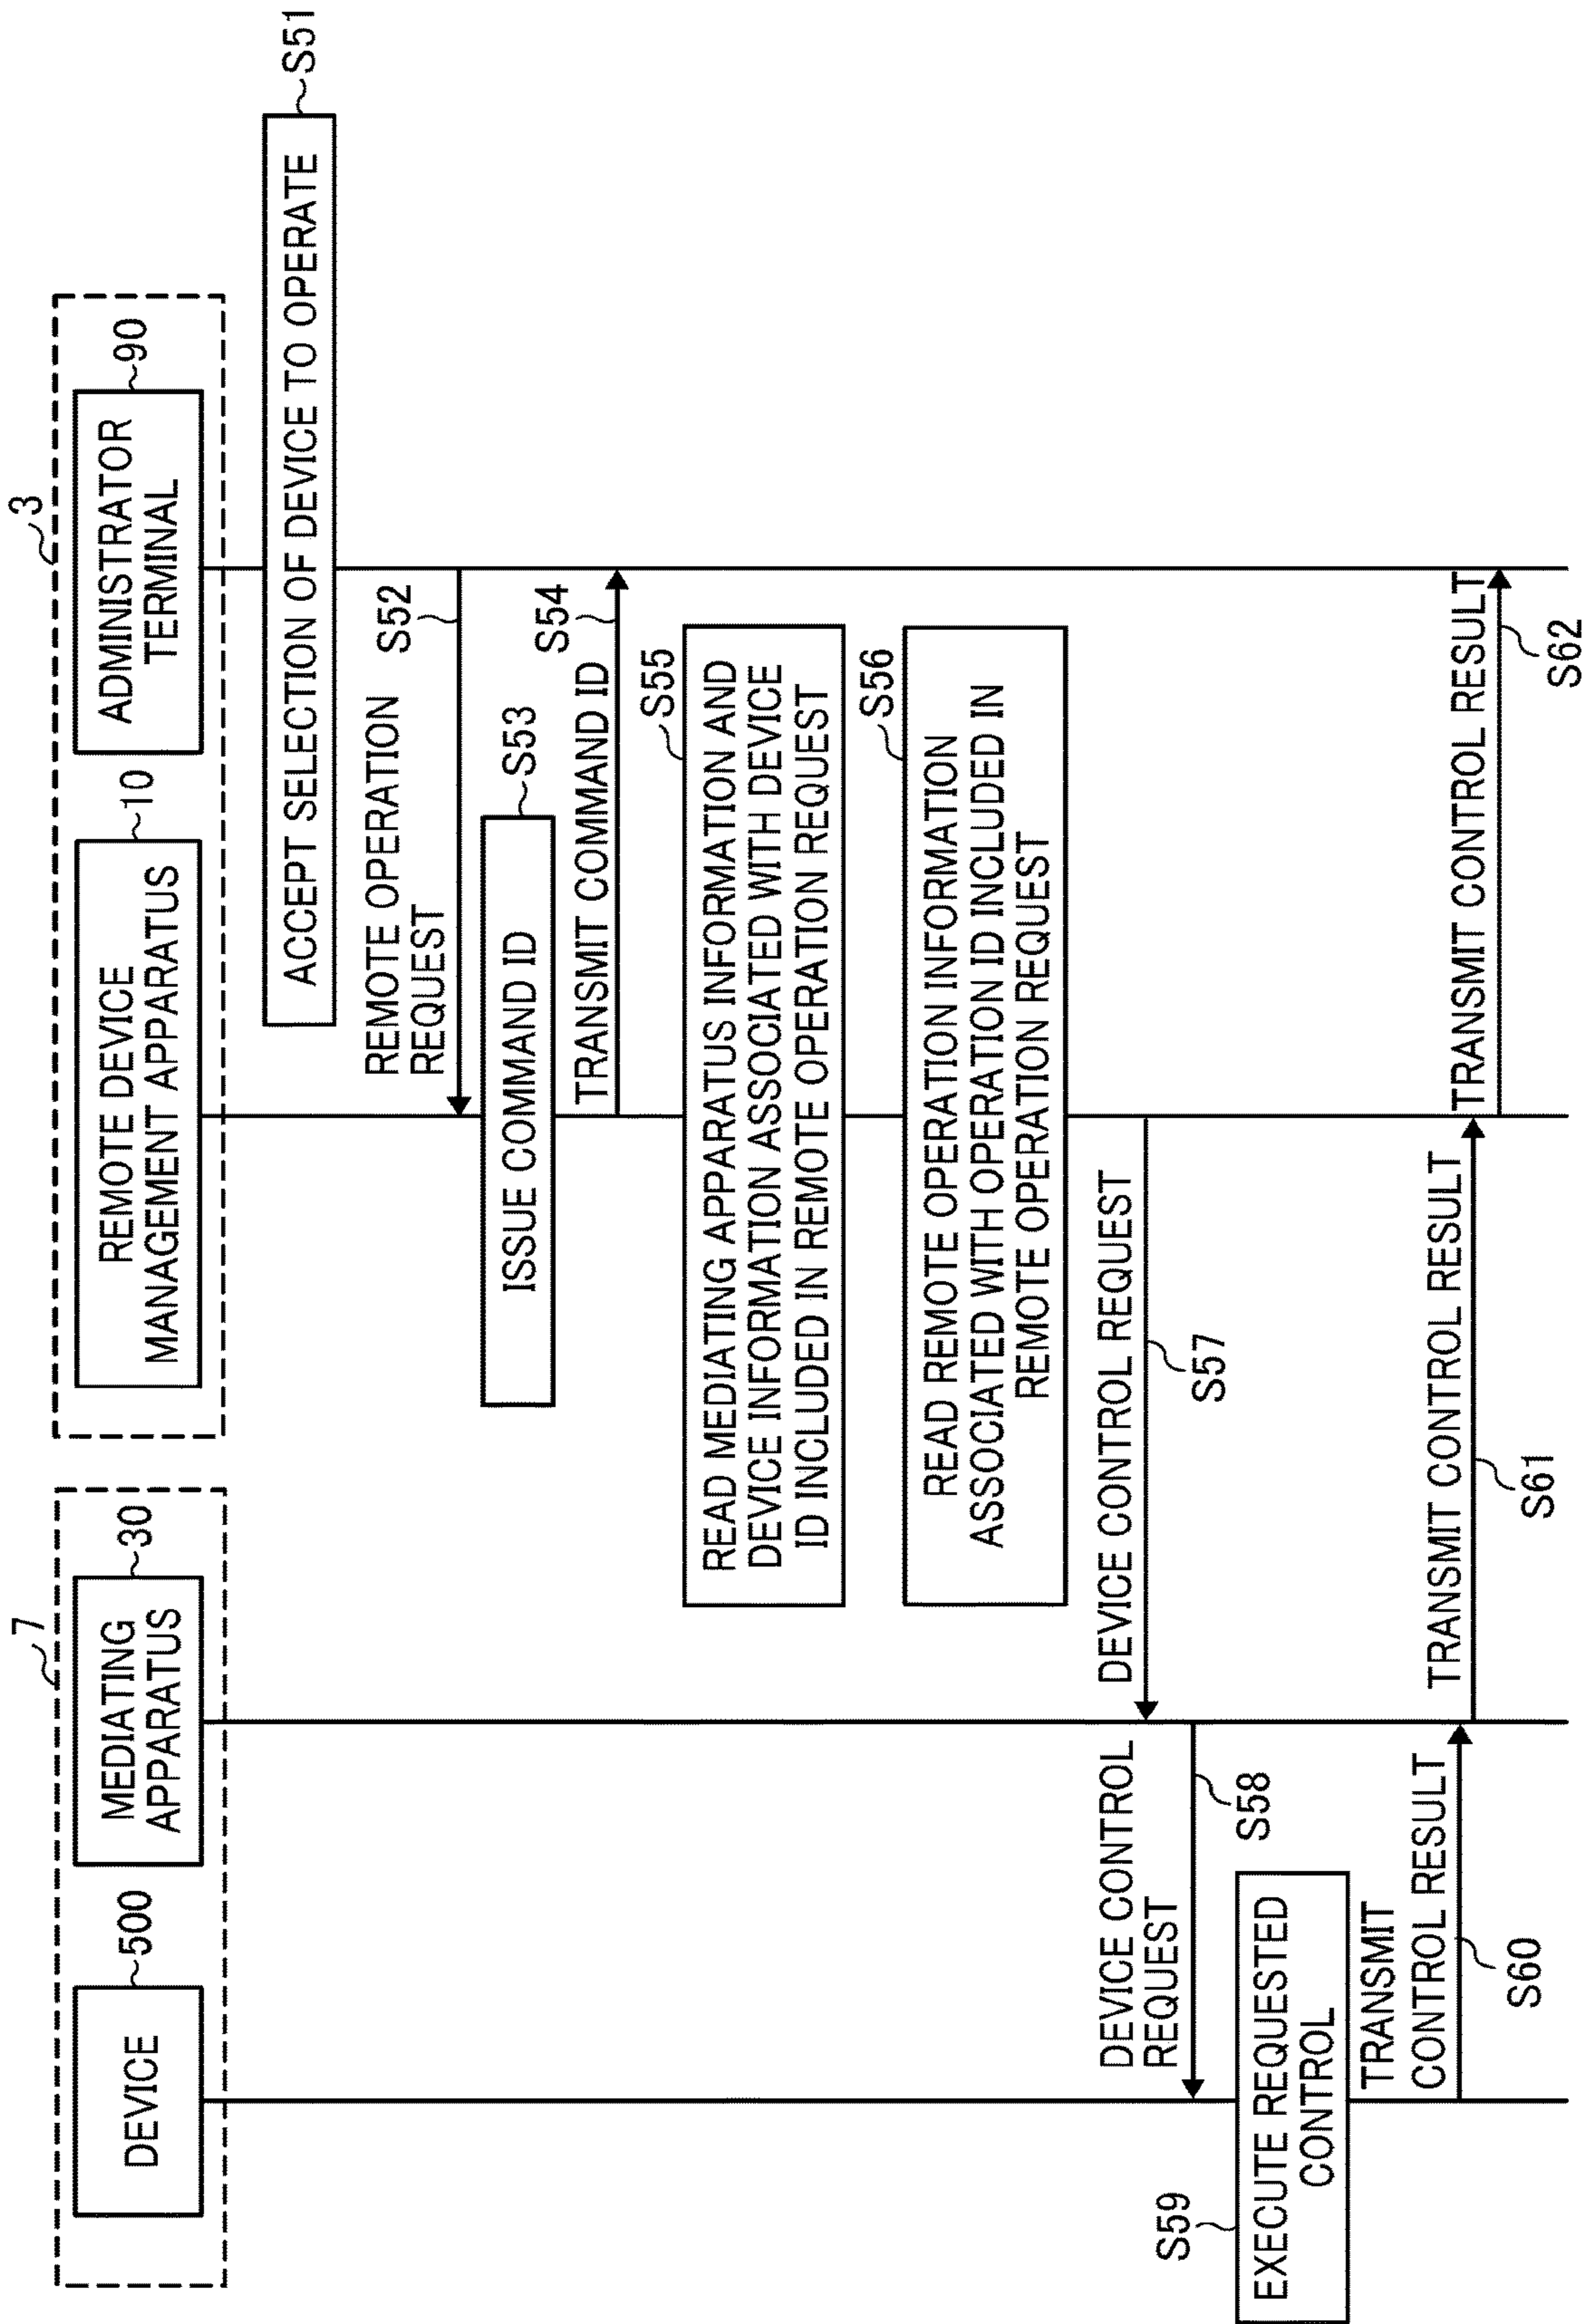 7
3
DEVICE
500
MEDIATING
APPARATUS
30
REMOTE DEVICE
MANAGEMENT APPARATUS
10
ADMINISTRATOR
TERMINAL
90
ACCEPT SELECTION OF DEVICE TO OPERATE
S51
REMOTE OPERATION
REQUEST
S52
ISSUE COMMAND ID
S53
TRANSMIT COMMAND ID
S54
READ MEDIATING APPARATUS INFORMATION AND
DEVICE INFORMATION ASSOCIATED WITH DEVICE
ID INCLUDED IN REMOTE OPERATION REQUEST
S55
READ REMOTE OPERATION INFORMATION
ASSOCIATED WITH OPERATION ID INCLUDED IN
REMOTE OPERATION REQUEST
S56
DEVICE CONTROL REQUEST
S57
DEVICE CONTROL
REQUEST
S58
S59
EXECUTE REQUESTED
CONTROL
TRANSMIT
CONTROL RESULT
S60
TRANSMIT CONTROL RESULT
S61
TRANSMIT CONTROL RESULT
S62